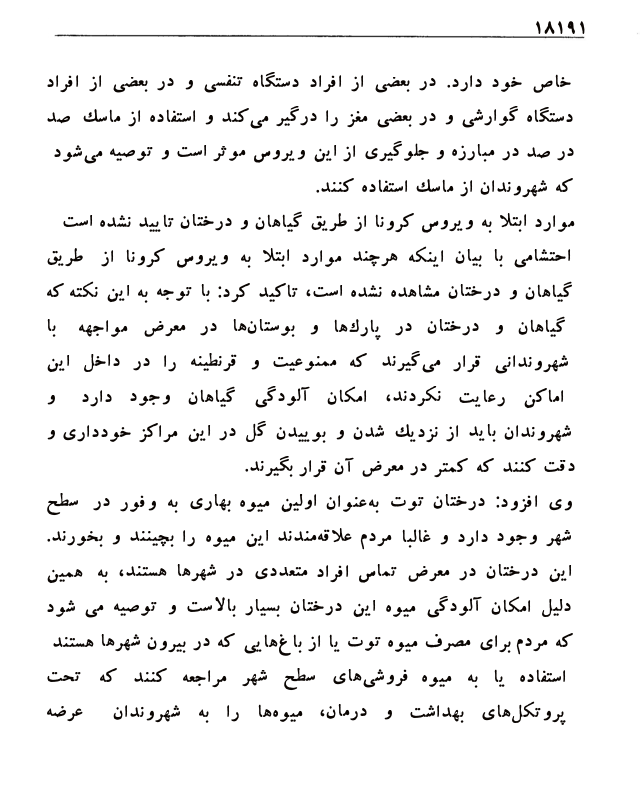 ۱۸۱۹۱
خاص خود دارد. در بعضی از افراد دستگاه تنفسی و در بعضی از افراد
دستگاه گوارشی و در بعضی مغز را درگیر می‌کند و استفاده از ماسك صد
در صد در مبارزه و جلوگیری از این ویروس موثر است و توصیه می‌شود
که شهروندان از ماسك استفاده کنند.
موارد ابتلا به ویروس کرونا از طریق گیاهان و درختان تایید نشده است
احتشامی با بیان اینکه هرچند موارد ابتلا به ویروس کرونا از طریق
گیاهان و درختان مشاهده نشده است، تاکید کرد: با توجه به این نکته که
گیاهان و درختان در پارك‌ها و بوستان‌ها در معرض مواجهه با
شهروندانی قرار می‌گیرند که ممنوعیت و قرنطینه را در داخل این
اماکن رعایت نکردند، امکان آلودگی گیاهان وجود دارد و
شهروندان باید از نزدیك شدن و بوییدن گل در این مراکز خودداری و
دقت کنند که کمتر در معرض آن قرار بگیرند.
وی افزود: درختان توت به‌عنوان اولین میوه بهاری به وفور در سطح
شهر وجود دارد و غالبا مردم علاقه‌مندند این میوه را بچینند و بخورند.
این درختان در معرض تماس افراد متعددی در شهرها هستند، به همین
دلیل امکان آلودگی میوه این درختان بسیار بالاست و توصیه می شود
که مردم برای مصرف میوه توت یا از باغ‌هایی که در بیرون شهرها هستند
استفاده یا به میوه فروشی‌های سطح شهر مراجعه کنند که تحت
پروتکل‌های بهداشت و درمان، میوه‌ها را به شهروندان عرضه